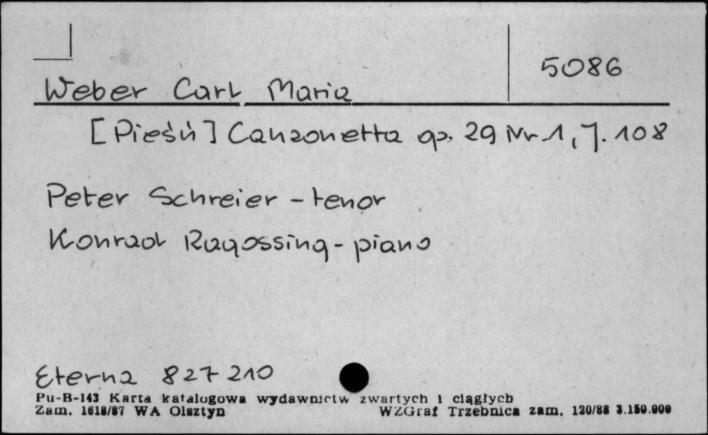 5086
Weber Carl Maria
[Pieśń] Canzonetta op. 29 Nr 1, J. 108
Peter Schreier - tenor
Konrad Ragossing - piano
Eterna 827 210
Pu-B-143 Karta katalogowa wydawnictw zwartych i ciągłych
Zam. 1618/87 WA Olsztyn WZGraf Trzebnica zam. 120/88 3.150.000